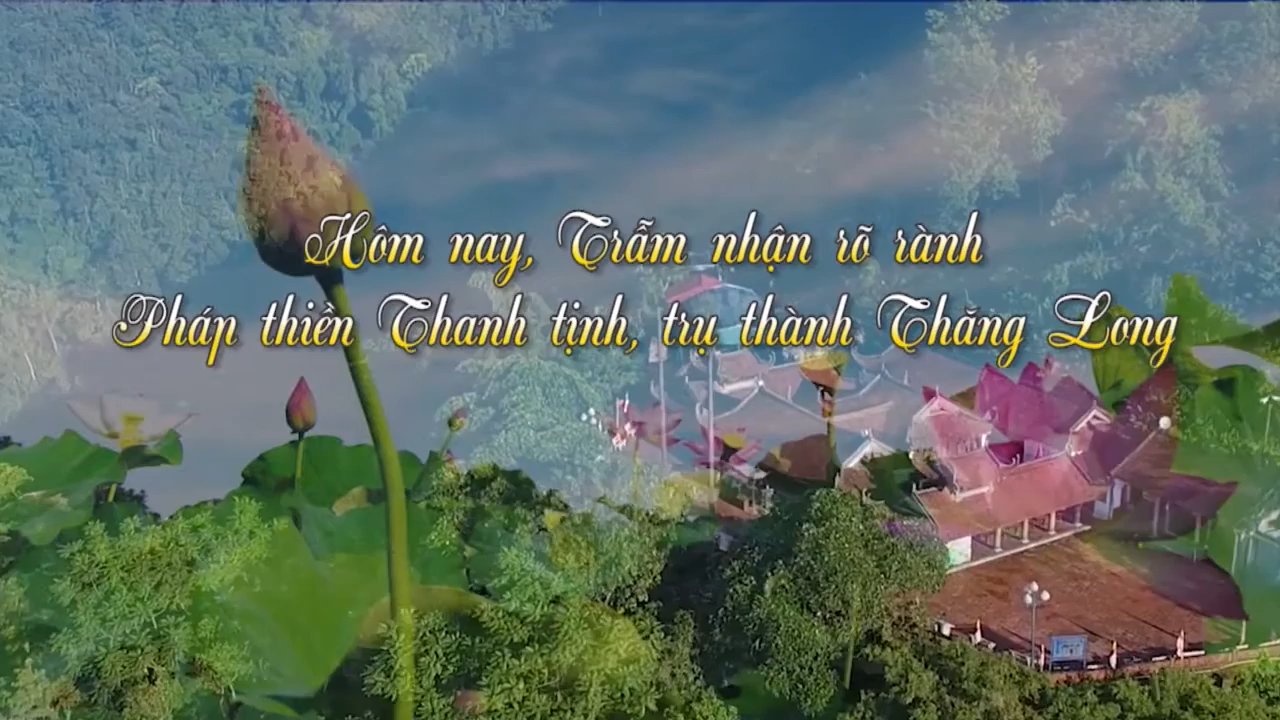 Hôm nay, Trẫm nhận rõ rành
Pháp thiền Thanh tịnh, trụ thành Thăng Long